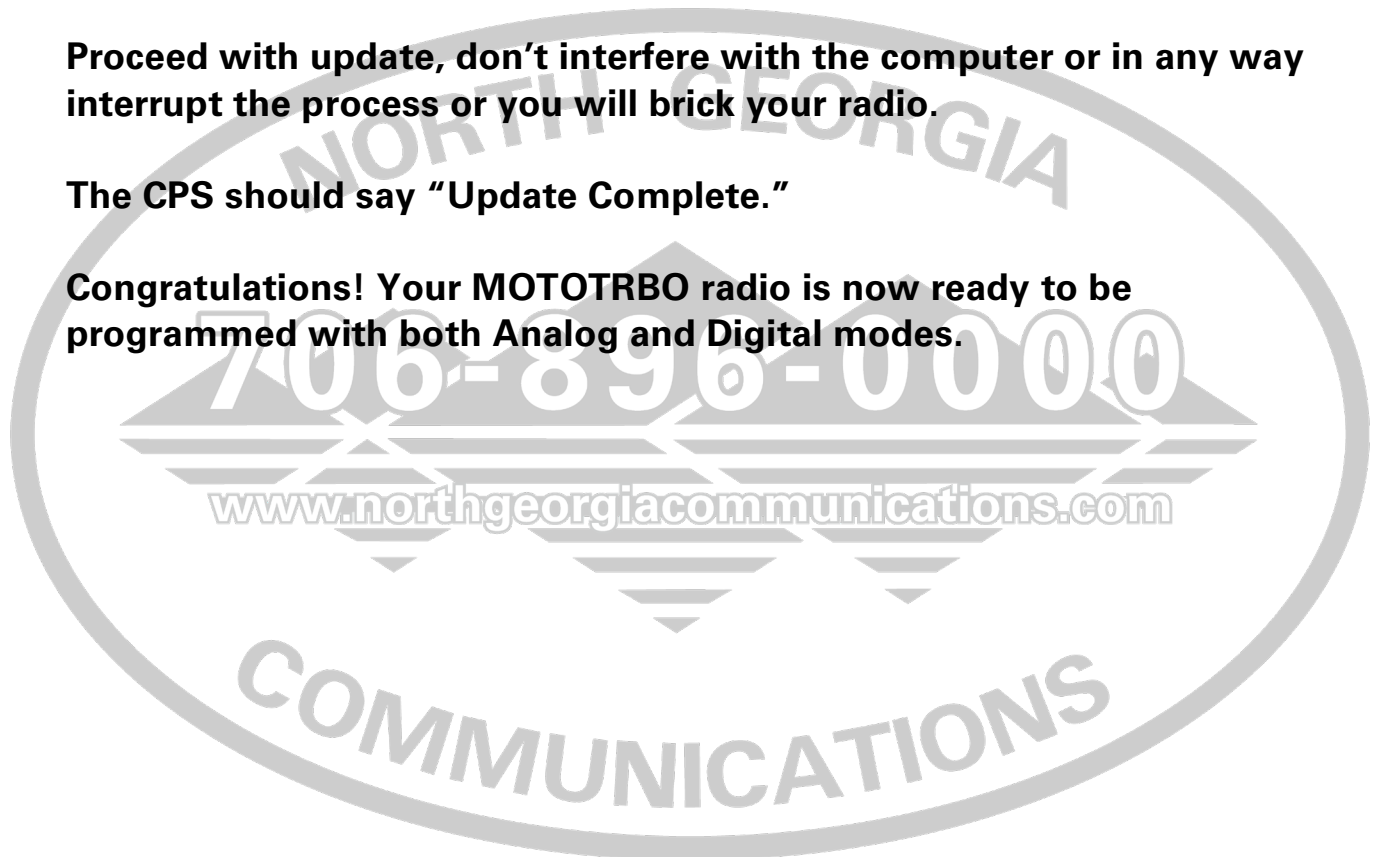 Proceed with update, don’t interfere with the computer or in any way
interrupt the process or you will brick your radio.
NORTH GEORGIA
The CPS should say “Update Complete.”
Congratulations! Your MOTOTRBO radio is now ready to be
programmed with both Analog and Digital modes.
706-896-0000
www.northgeorgiacommunications.com
COMMUNICATIONS